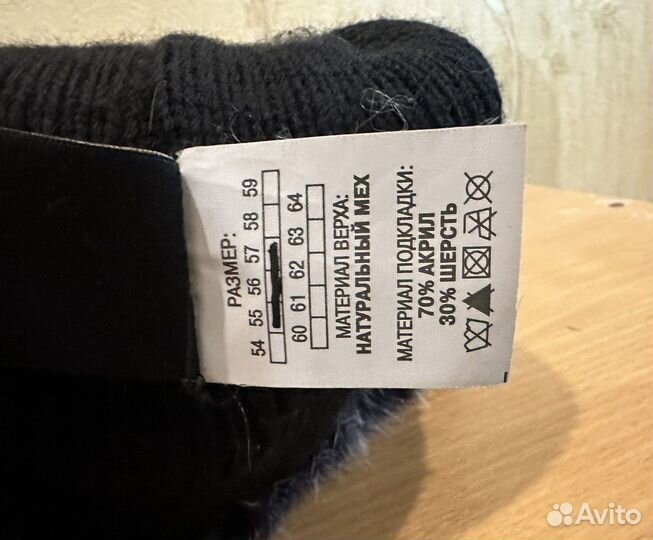 РАЗМЕР:
54 55 56 57 58 59
60 61 62 63 64
МАТЕРИАЛ ВЕРХА:
НАТУРАЛЬНЫЙ МЕХ
МАТЕРИАЛ ПОДКЛАДКИ:
70% АКРИЛ
30% ШЕРСТЬ
Avito